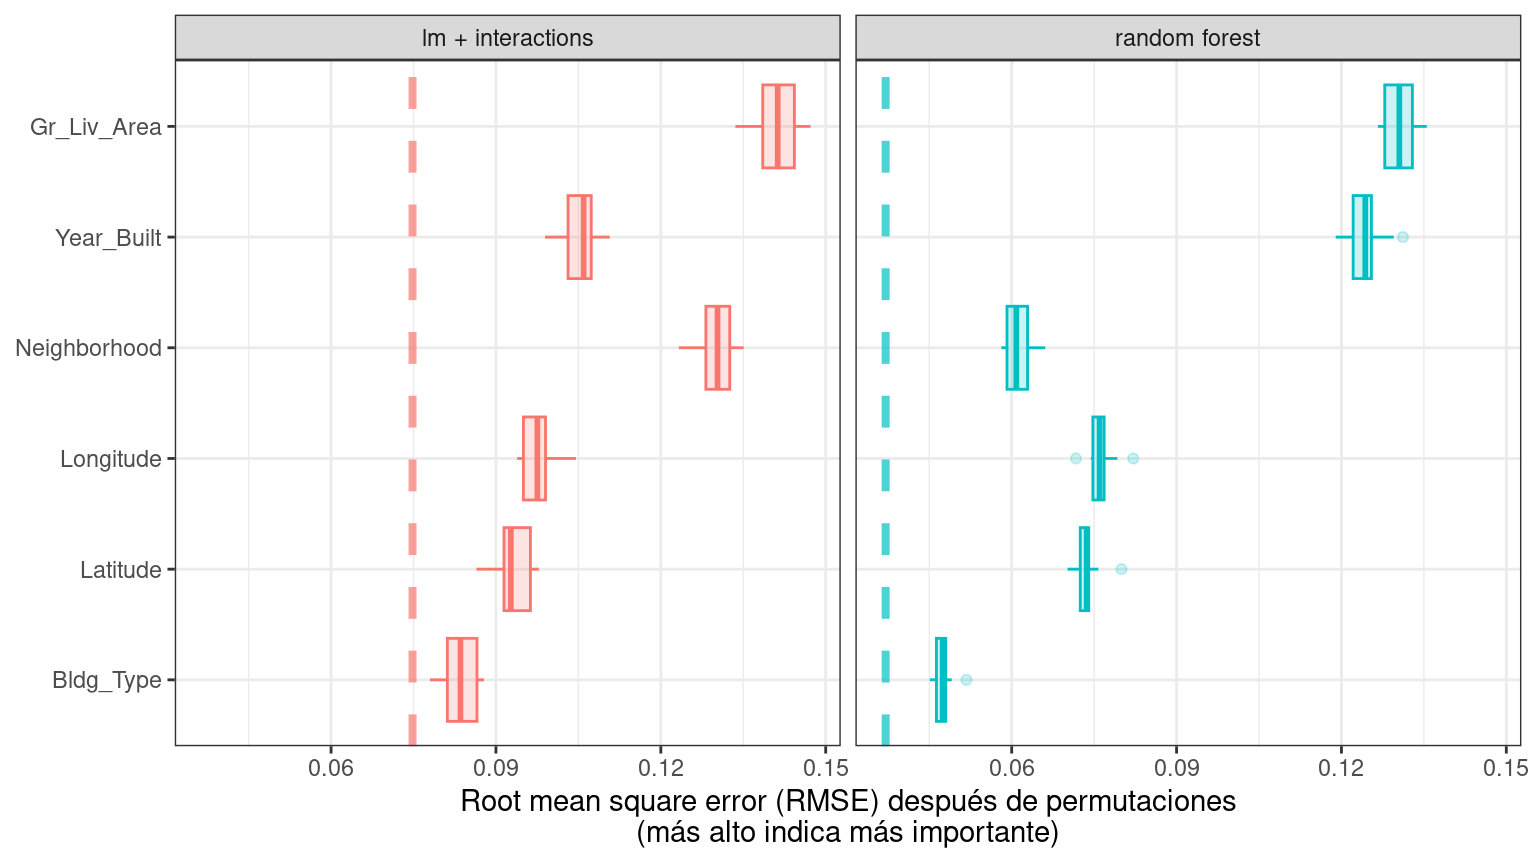 lm + interactions
random forest
Gr_Liv_Area
Year_Built
Neighborhood
Longitude
Latitude
Bldg_Type
0.06 0.09 0.12 0.15
0.06 0.09 0.12 0.15
Root mean square error (RMSE) después de permutaciones
(más alto indica más importante)